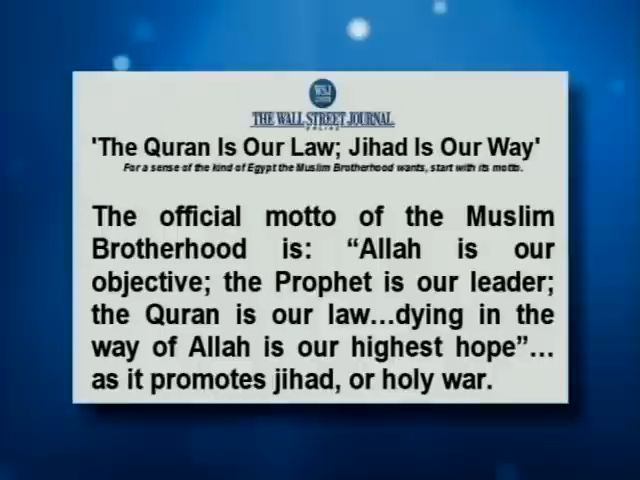 WSJ
THE WALL STREET JOURNAL
ONLINE
'The Quran Is Our Law; Jihad Is Our Way'
For a sense of the kind of Egypt the Muslim Brotherhood wants, start with its motto.
The official motto of the Muslim
Brotherhood is: “Allah is our
objective; the Prophet is our leader;
the Quran is our law…dying in the
way of Allah is our highest hope”…
as it promotes jihad, or holy war.